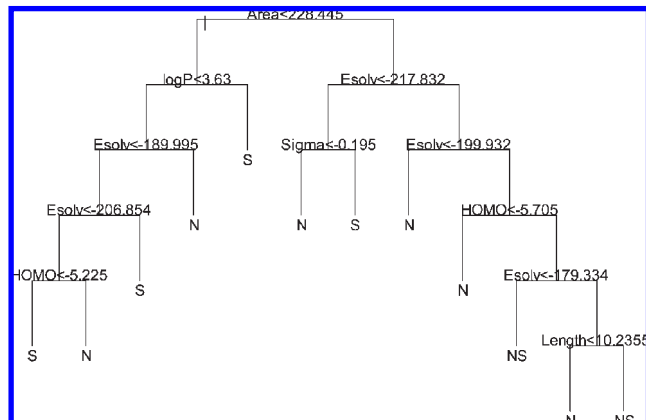 Area<228.445
logP<3.63
Esolv<-217.832
Esolv<-189.995
S
Sigma<-0.195
Esolv<-199.932
Esolv<-206.854
N
N
S
N
HOMO<-5.705
HOMO<-5.225
S
N
Esolv<-179.334
S
N
NS
Length<10.2355
N
NS